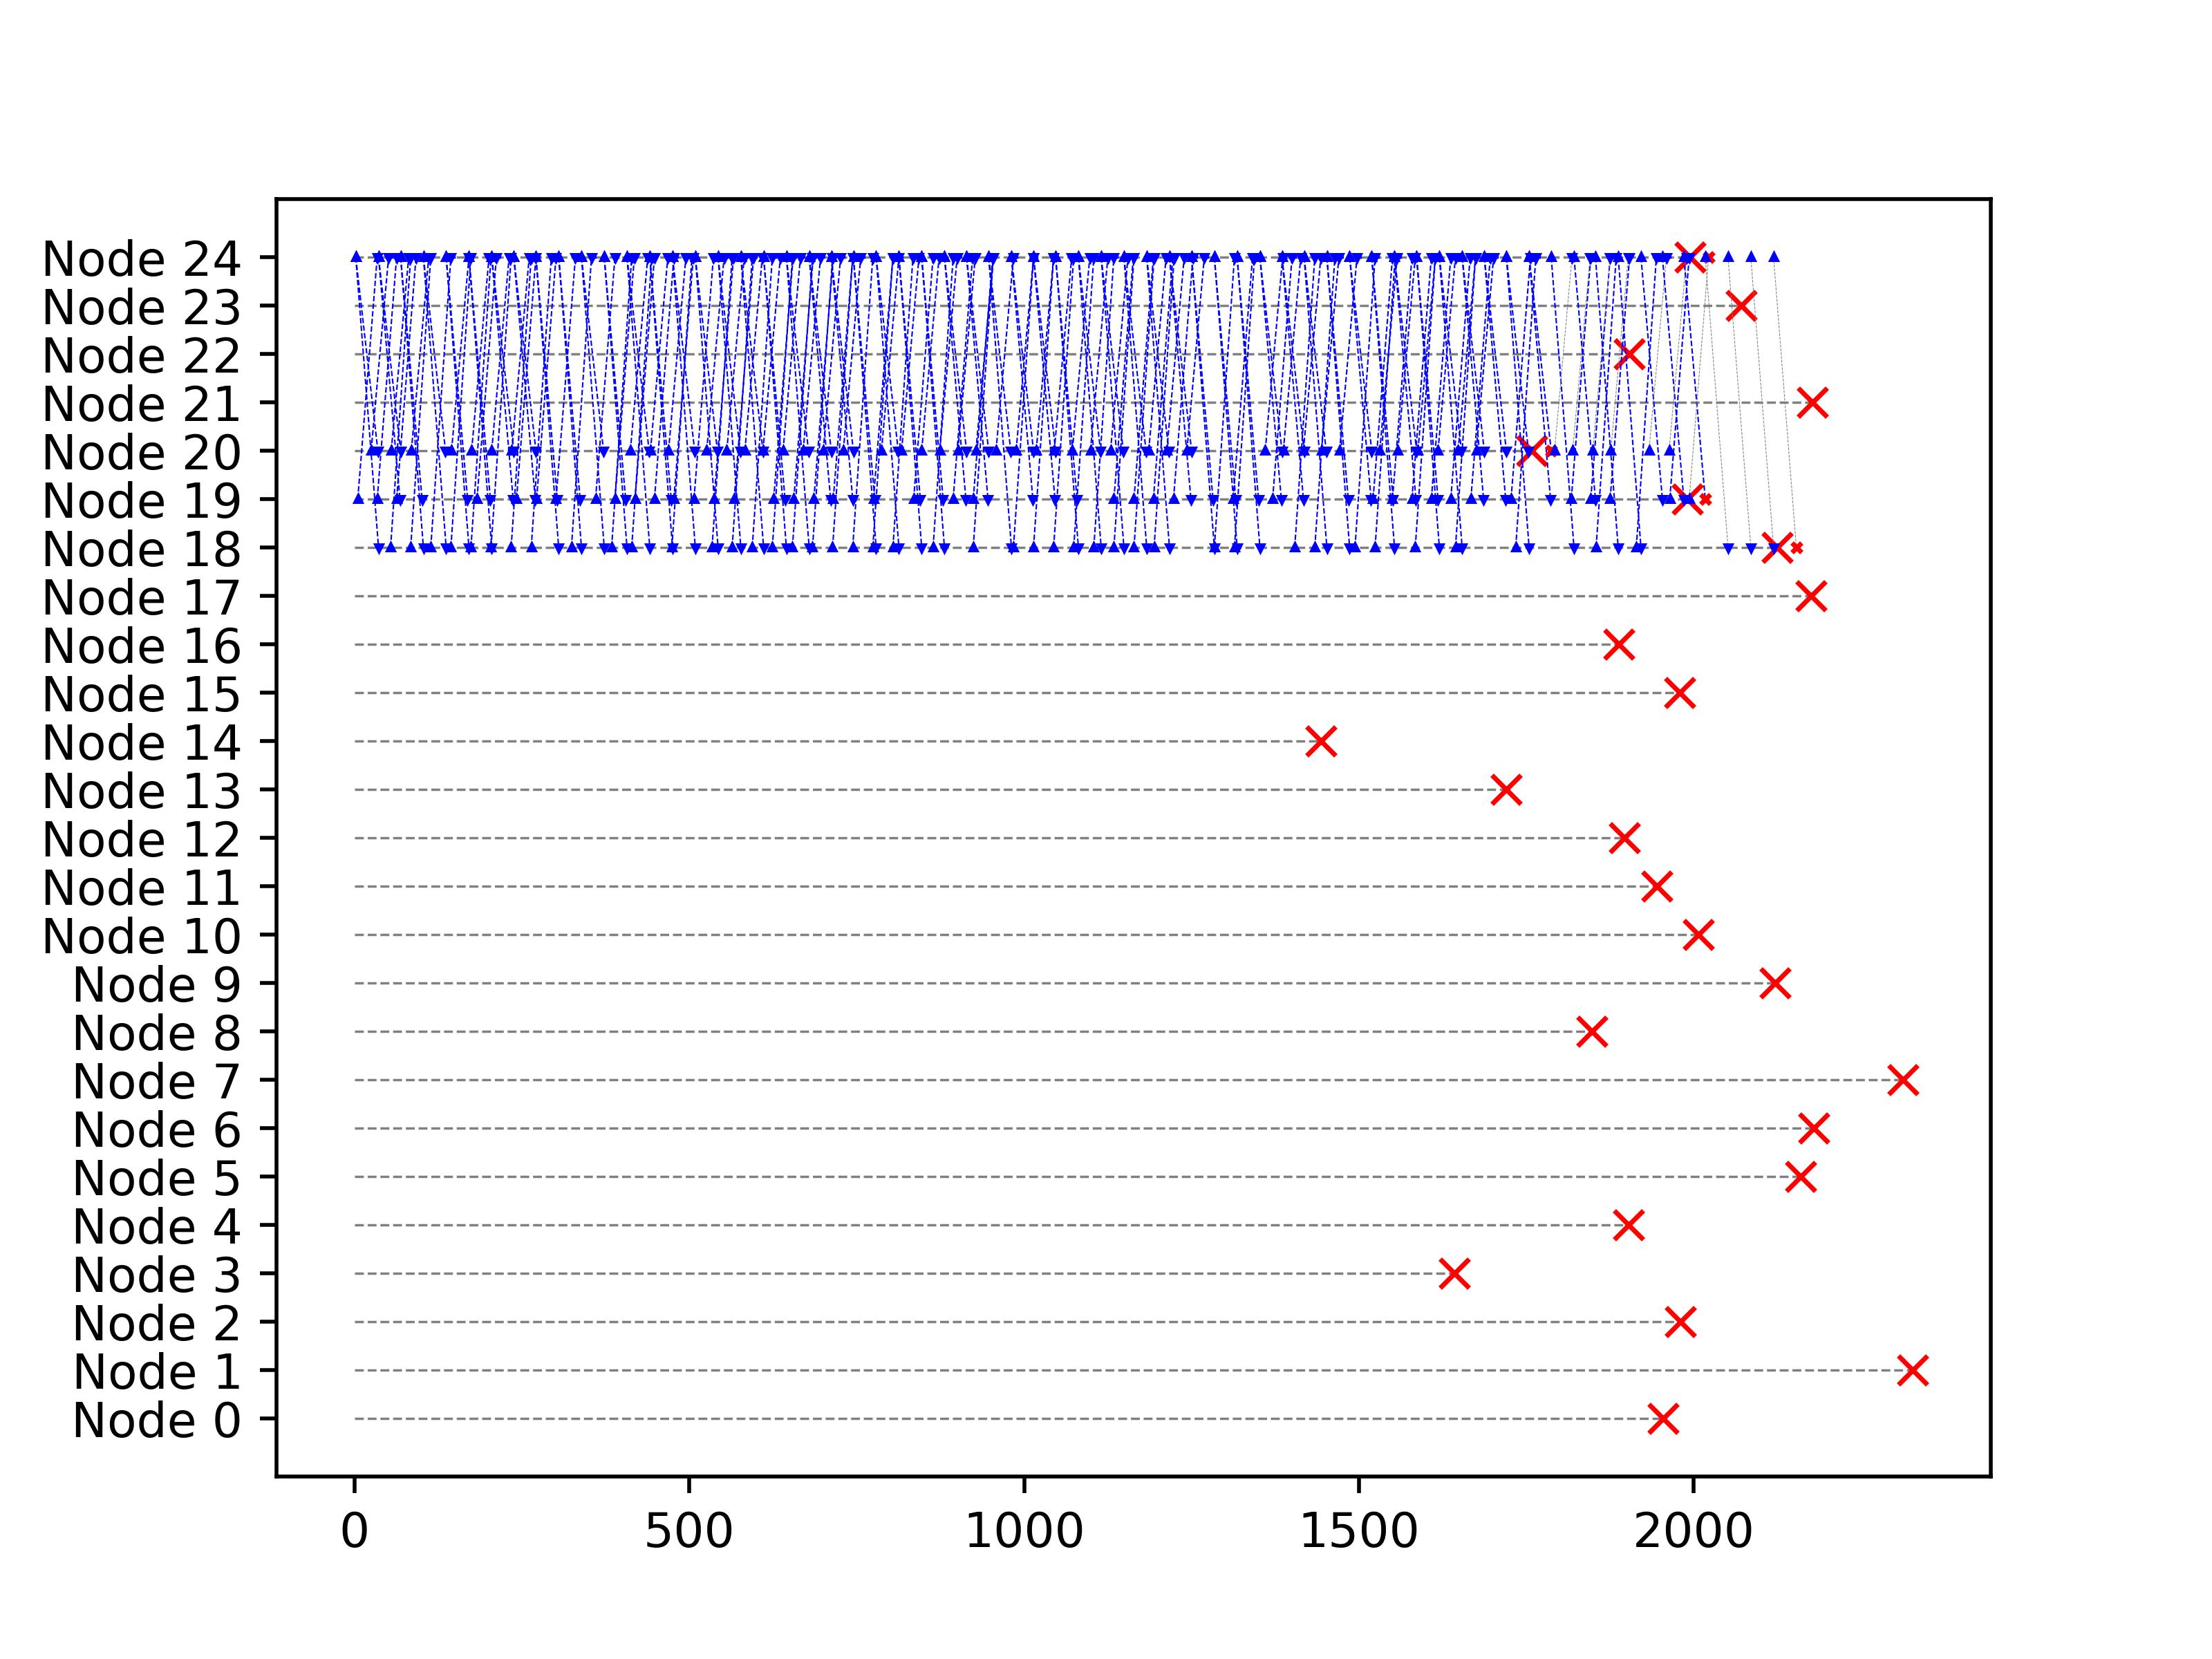 Node 24
Node 23
Node 22
Node 21
Node 20
Node 19
Node 18
Node 17
Node 16
Node 15
Node 14
Node 13
Node 12
Node 11
Node 10
Node 9
Node 8
Node 7
Node 6
Node 5
Node 4
Node 3
Node 2
Node 1
Node 0
0 500 1000 1500 2000